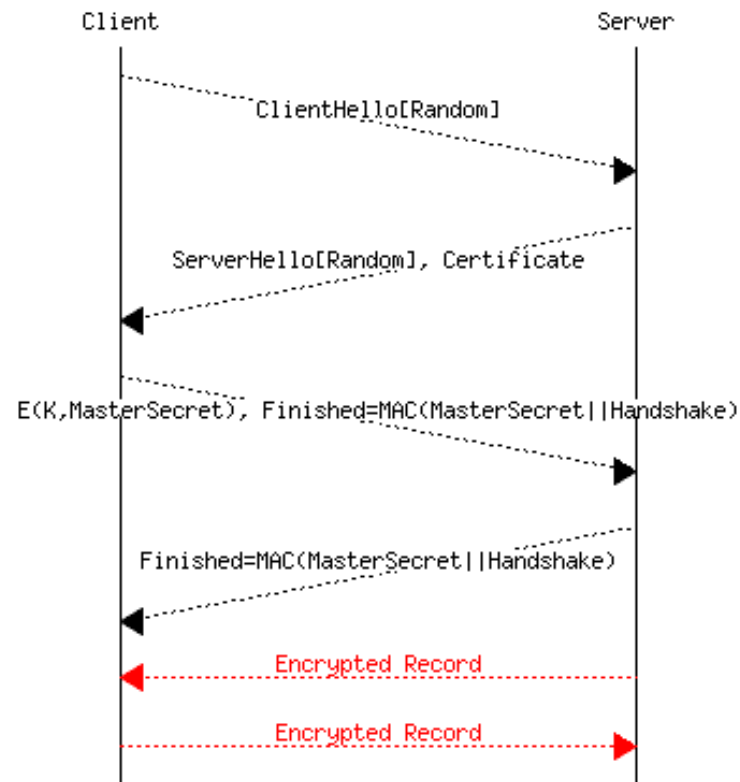 Client Server
ClientHello[Random]
ServerHello[Random], Certificate
E(K,MasterSecret), Finished=MAC(MasterSecret||Handshake)
Finished=MAC(MasterSecret||Handshake)
Encrypted Record
Encrypted Record